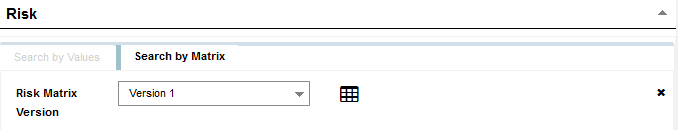 Risk
Search by Values Search by Matrix
Risk Matrix Version 1
Version